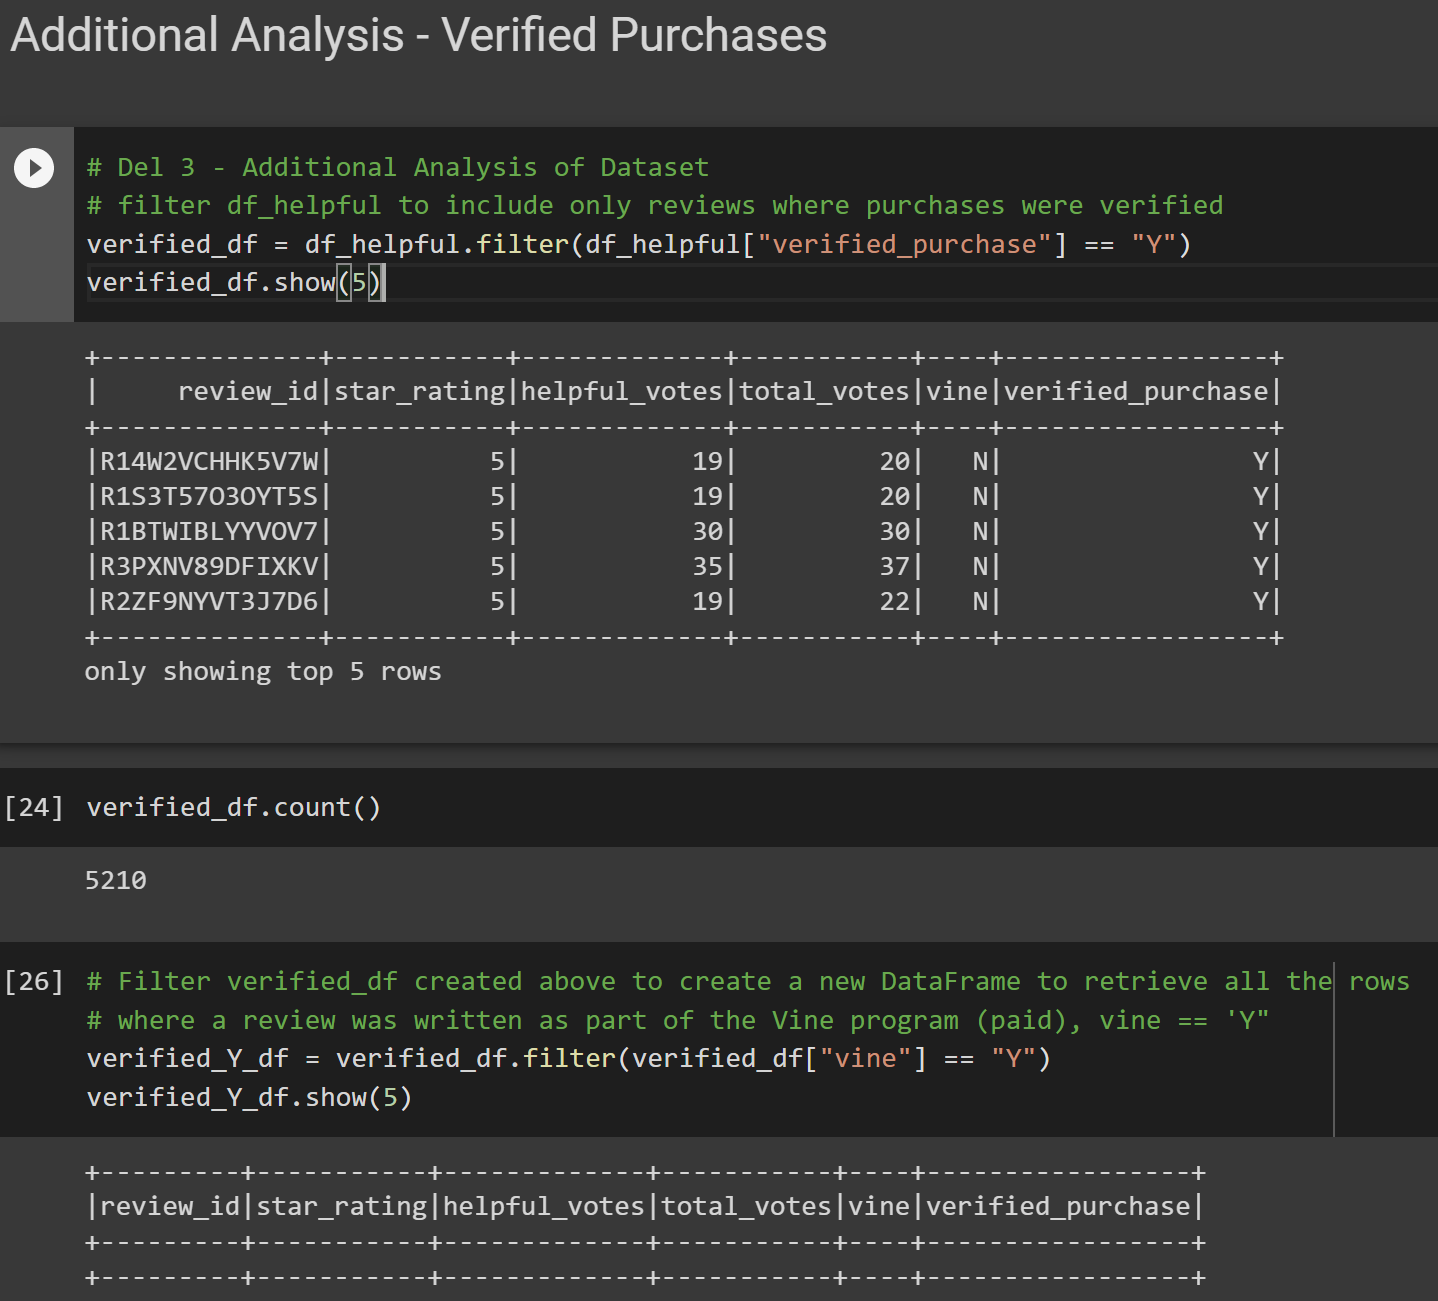 Additional Analysis - Verified Purchases
# Del 3 - Additional Analysis of Dataset
# filter df_helpful to include only reviews where purchases were verified
verified_df = df_helpful.filter(df_helpful["verified_purchase"] == "Y")
verified_df.show(5)
+--------------+-----------+-------------+-----------+----+-----------------+
|     review_id|star_rating|helpful_votes|total_votes|vine|verified_purchase|
+--------------+-----------+-------------+-----------+----+-----------------+
|R14W2VCHHK5V7W|          5|           19|         20|   N|                Y|
|R1S3T57O3OYT5S|          5|           19|         20|   N|                Y|
|R1BTWIBLYYVOV7|          5|           30|         30|   N|                Y|
|R3PXNV89DFIXKV|          5|           35|         37|   N|                Y|
|R2ZF9NYVT3J7D6|          5|           19|         22|   N|                Y|
+--------------+-----------+-------------+-----------+----+-----------------+
only showing top 5 rows
[24] verified_df.count()
5210
[26] # Filter verified_df created above to create a new DataFrame to retrieve all the rows
# where a review was written as part of the Vine program (paid), vine == 'Y"
verified_Y_df = verified_df.filter(verified_df["vine"] == "Y")
verified_Y_df.show(5)
+---------+-----------+-------------+-----------+----+-----------------+
|review_id|star_rating|helpful_votes|total_votes|vine|verified_purchase|
+---------+-----------+-------------+-----------+----+-----------------+
+---------+-----------+-------------+-----------+----+-----------------+